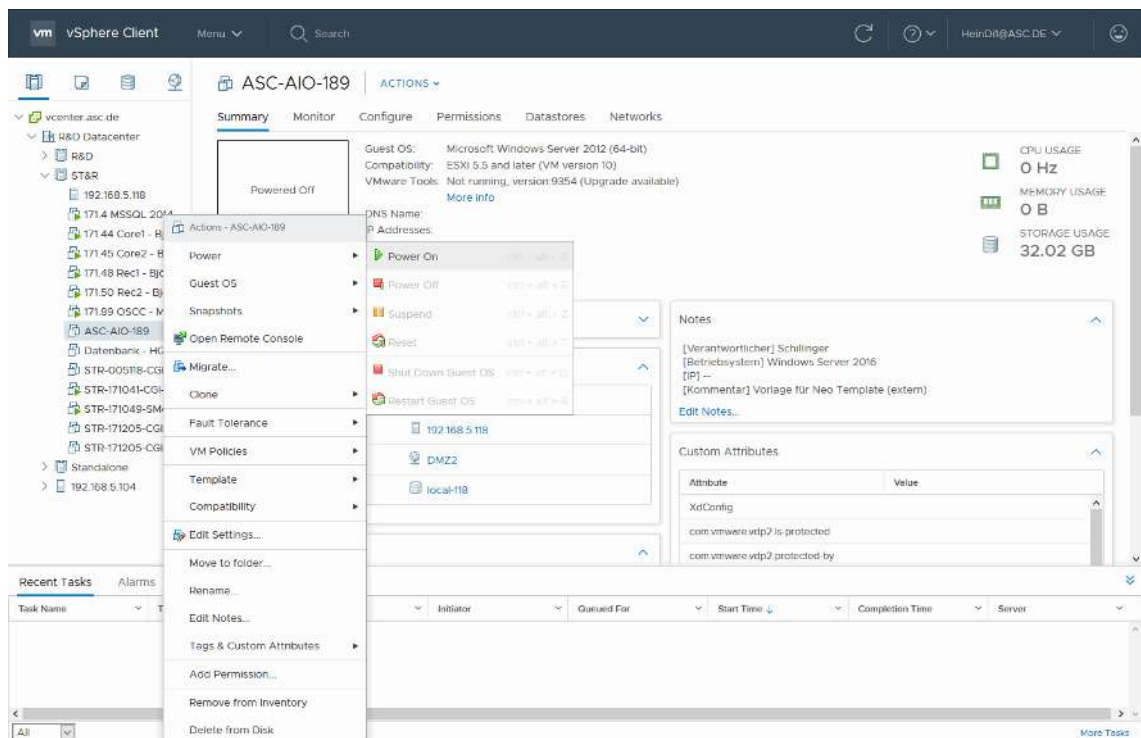 vm vSphere Client Menu Search HeinDi1@ASC.DE
ASC-AIO-189 ACTIONS
Summary Monitor Configure Permissions Datastores Networks
vcenter.asc.de
R&D Datacenter
R&D
ST&R
192.168.5.118
171.4 MSSQL 2014
171.44 Core1 - B
171.45 Core2 - B
171.48 Rec1 - Bjo
171.50 Rec2 - Bj
171.89 OSCC - M
ASC-AIO-189
Datenbank - HG
STR-005118-CGI
STR-171041-CGI-
STR-171049-SM
STR-171205-CGI
STR-171205-CGI
Standalone
192.168.5.104
Powered Off
Guest OS: Microsoft Windows Server 2012 (64-bit)
Compatibility: ESXi 5.5 and later (VM version 10)
VMware Tools: Not running, version:9354 (Upgrade available)
More info
DNS Name:
IP Addresses:
CPU USAGE
0 Hz
MEMORY USAGE
0 B
STORAGE USAGE
32.02 GB
Actions - ASC-AIO-189
Power
Guest OS
Snapshots
Open Remote Console
Migrate...
Clone
Fault Tolerance
VM Policies
Template
Compatibility
Edit Settings...
Move to folder...
Rename...
Edit Notes...
Tags & Custom Attributes
Add Permission...
Remove from Inventory
Delete from Disk
Power On
Power Off
Suspend
Reset
Shut Down Guest OS
Restart Guest OS
192.168.5.118
DMZ2
local-118
Notes
[Verantwortlicher] Schillinger
[Betriebsystem] Windows Server 2016
[IP] --
[Kommentar] Vorlage für Neo Template (extern)
Edit Notes...
Custom Attributes
Attribute Value
XdConfig
com.vmware.vdp2.is-protected
com.vmware.vdp2.protected-by
Recent Tasks Alarms
Task Name T Initiator Queued For Start Time Completion Time Server
All More Tasks